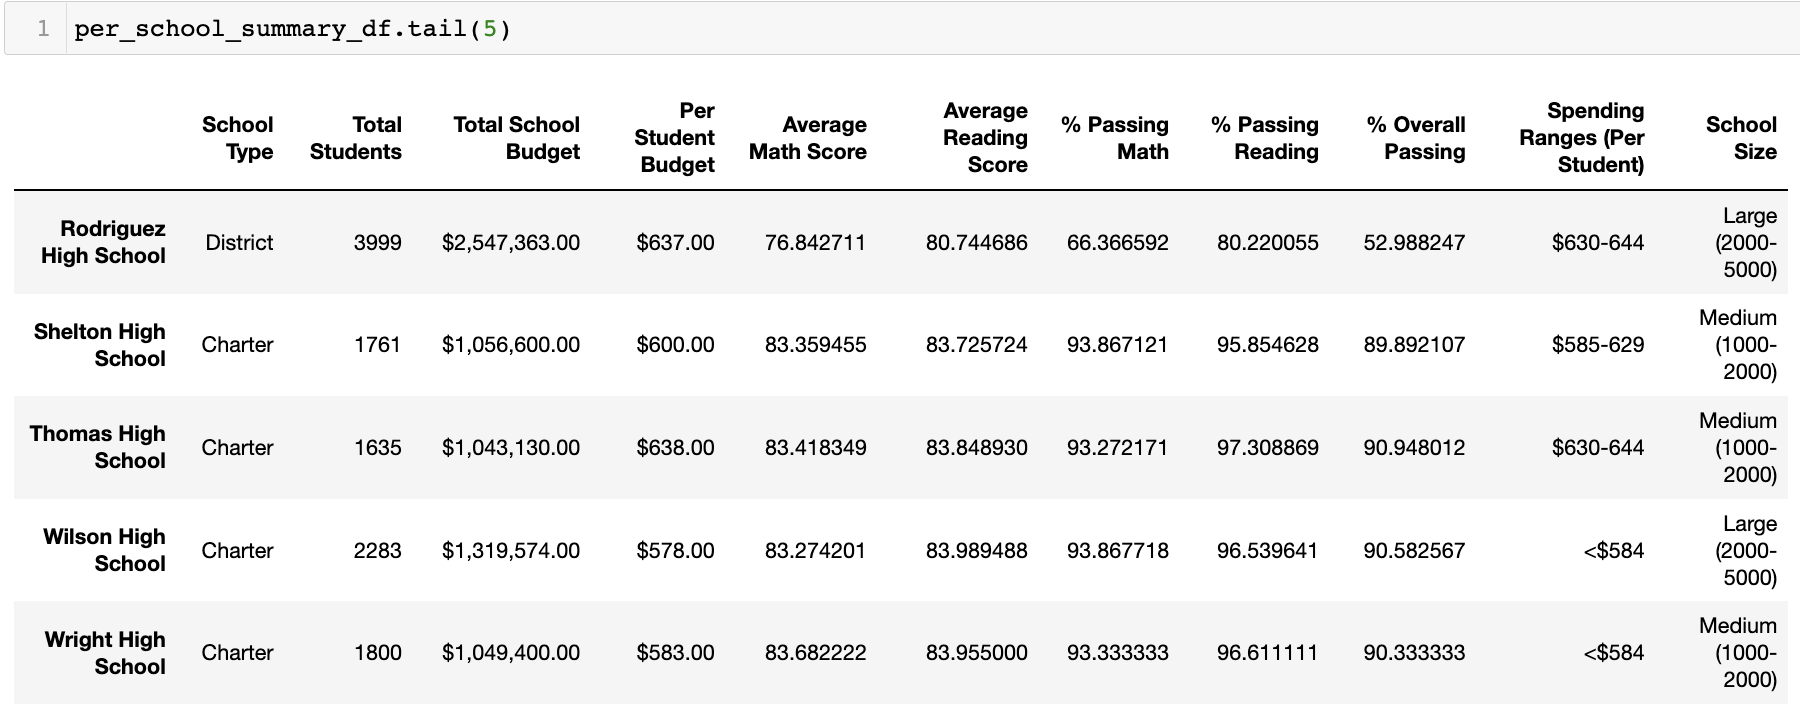 1 per_school_summary_df.tail(5)
School Type Total Students Total School Budget Per Student Budget Average Math Score Average Reading Score % Passing Math % Passing Reading % Overall Passing Spending Ranges (Per Student) School Size
Rodriguez High School District 3999 $2,547,363.00 $637.00 76.842711 80.744686 66.366592 80.220055 52.988247 $630-644 Large (2000-5000)
Shelton High School Charter 1761 $1,056,600.00 $600.00 83.359455 83.725724 93.867121 95.854628 89.892107 $585-629 Medium (1000-2000)
Thomas High School Charter 1635 $1,043,130.00 $638.00 83.418349 83.848930 93.272171 97.308869 90.948012 $630-644 Medium (1000-2000)
Wilson High School Charter 2283 $1,319,574.00 $578.00 83.274201 83.989488 93.867718 96.539641 90.582567 <$584 Large (2000-5000)
Wright High School Charter 1800 $1,049,400.00 $583.00 83.682222 83.955000 93.333333 96.611111 90.333333 <$584 Medium (1000-2000)